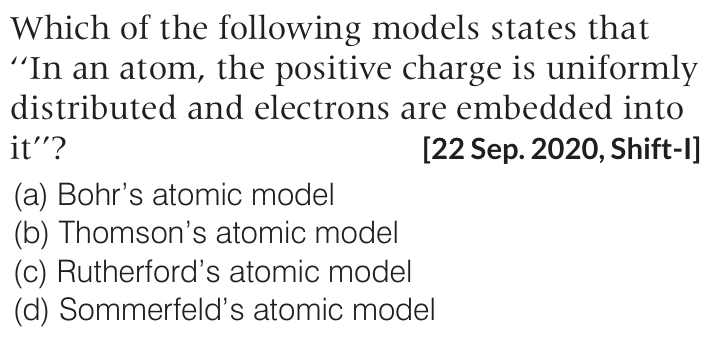 Which of the following models states that
‘‘In an atom, the positive charge is uniformly
distributed and electrons are embedded into
it’’? [22 Sep. 2020, Shift-I]
(a) Bohr’s atomic model
(b) Thomson’s atomic model
(c) Rutherford’s atomic model
(d) Sommerfeld’s atomic model